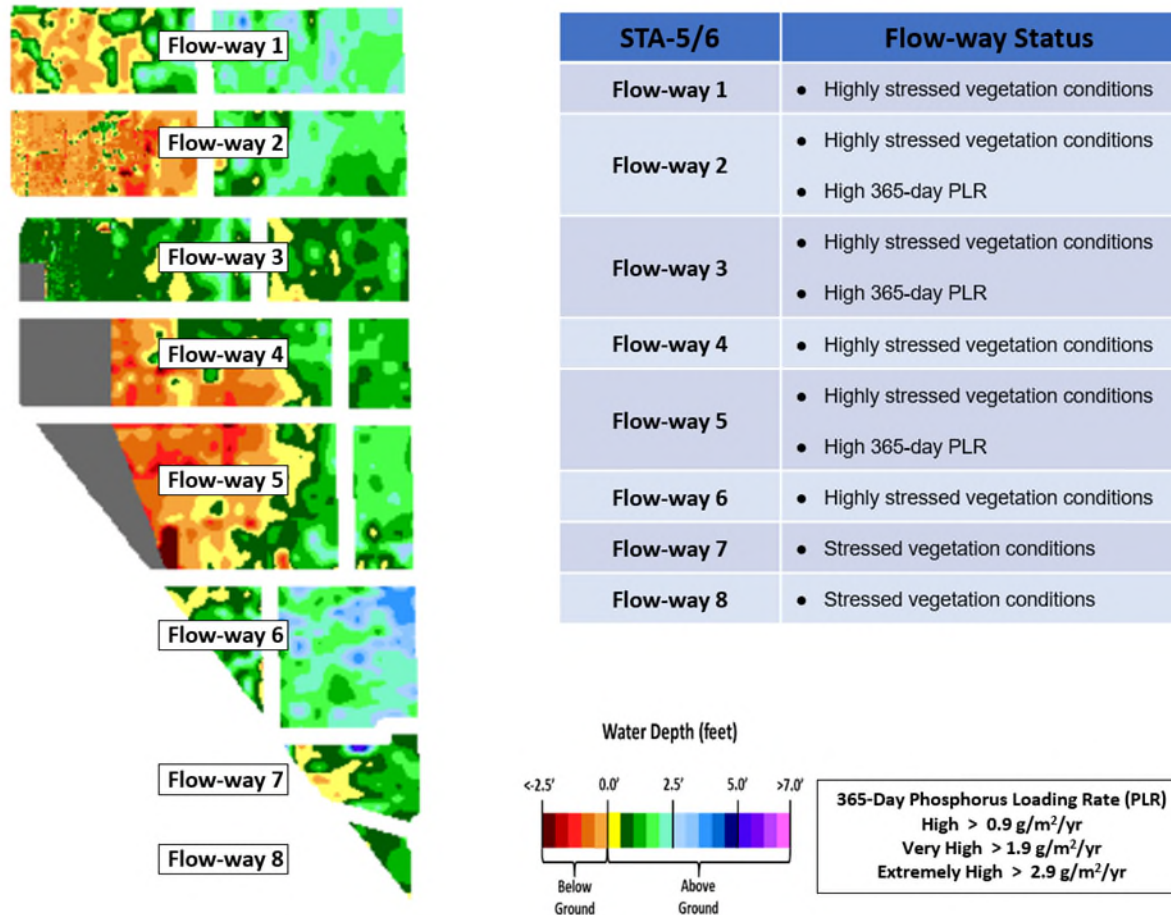 Flow-way 1
Flow-way 2
Flow-way 3
Flow-way 4
Flow-way 5
Flow-way 6
Flow-way 7
Flow-way 8
STA-5/6 Flow-way Status
Flow-way 1 • Highly stressed vegetation conditions
Flow-way 2 • Highly stressed vegetation conditions
• High 365-day PLR
Flow-way 3 • Highly stressed vegetation conditions
• High 365-day PLR
Flow-way 4 • Highly stressed vegetation conditions
Flow-way 5 • Highly stressed vegetation conditions
• High 365-day PLR
Flow-way 6 • Highly stressed vegetation conditions
Flow-way 7 • Stressed vegetation conditions
Flow-way 8 • Stressed vegetation conditions
Water Depth (feet)
<-2.5' 0.0' 2.5' 5.0' >7.0'
Below Ground
Above Ground
365-Day Phosphorus Loading Rate (PLR)
High > 0.9 g/m²/yr
Very High > 1.9 g/m²/yr
Extremely High > 2.9 g/m²/yr